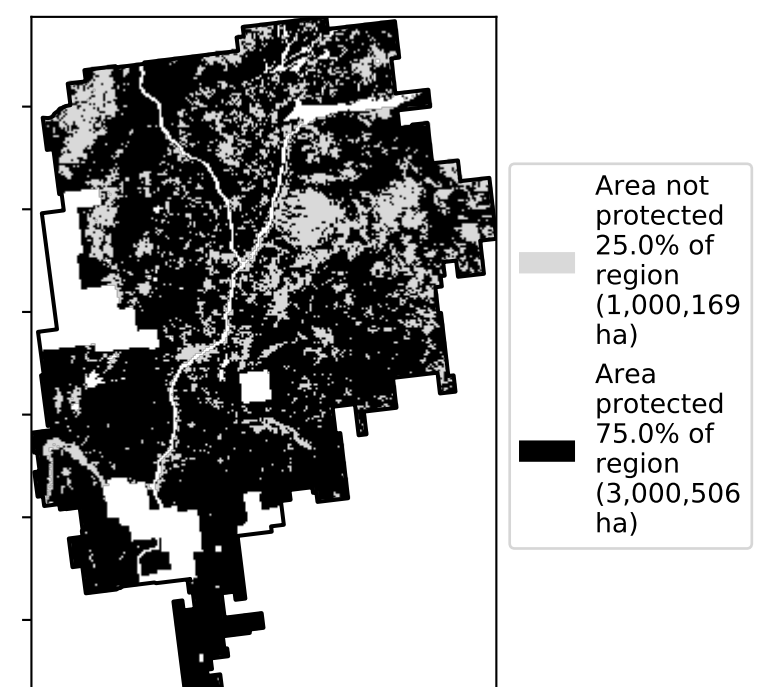 Area not
protected
25.0% of
region
(1,000,169
ha)
Area
protected
75.0% of
region
(3,000,506
ha)